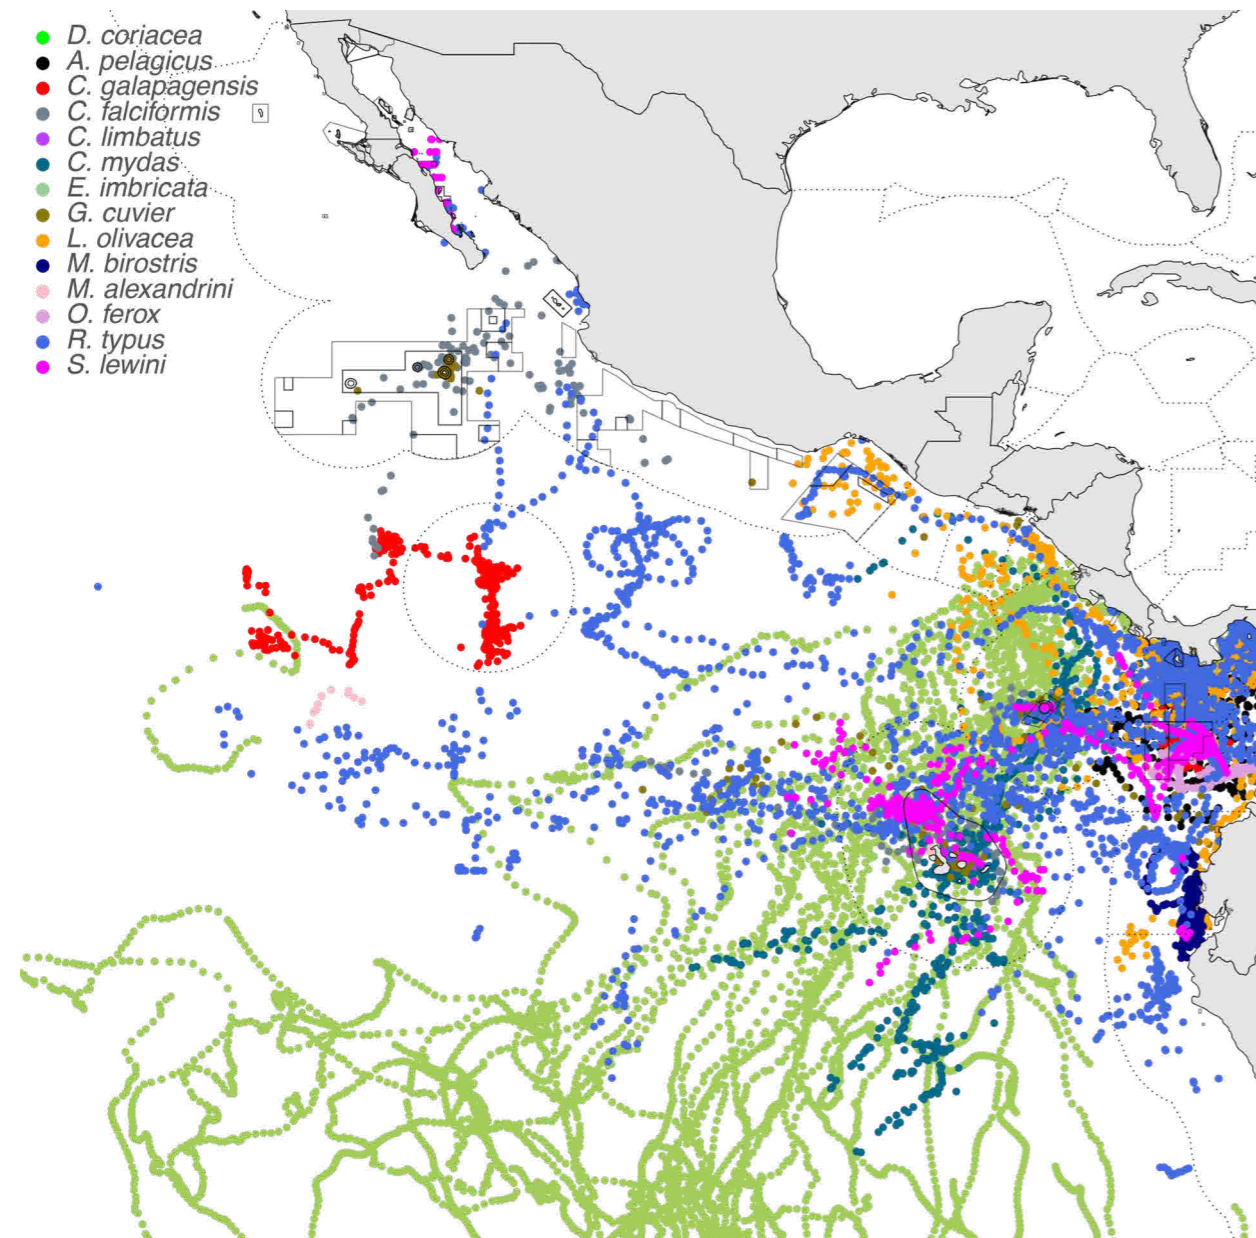 D. coriacea
A. pelagicus
C. galapagensis
C. falciformis
C. limbatus
C. mydas
E. imbricata
G. cuvier
L. olivacea
M. birostris
M. alexandrini
O. ferox
R. typus
S. lewini